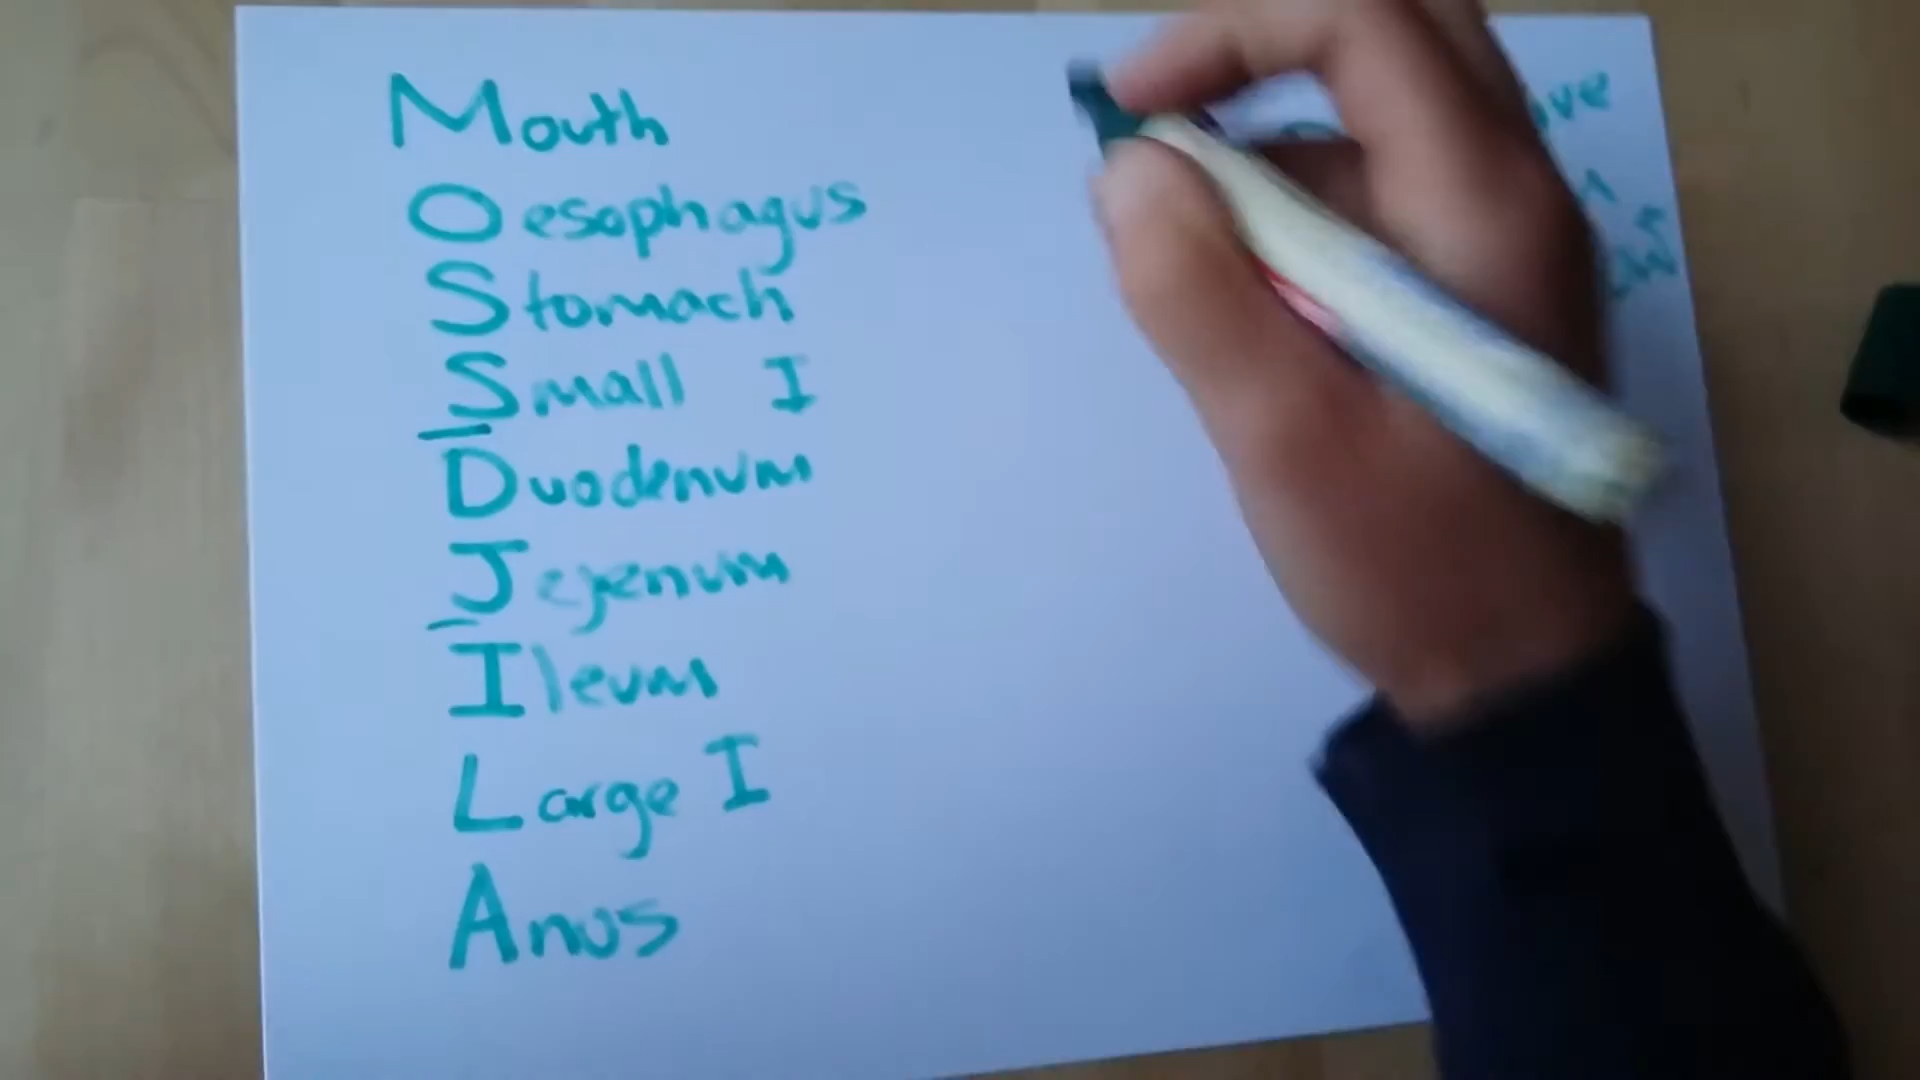 Mouth
Oesophagus
Stomach
Small I
Duodenum
Jejenum
Ileum
Large I
Anus